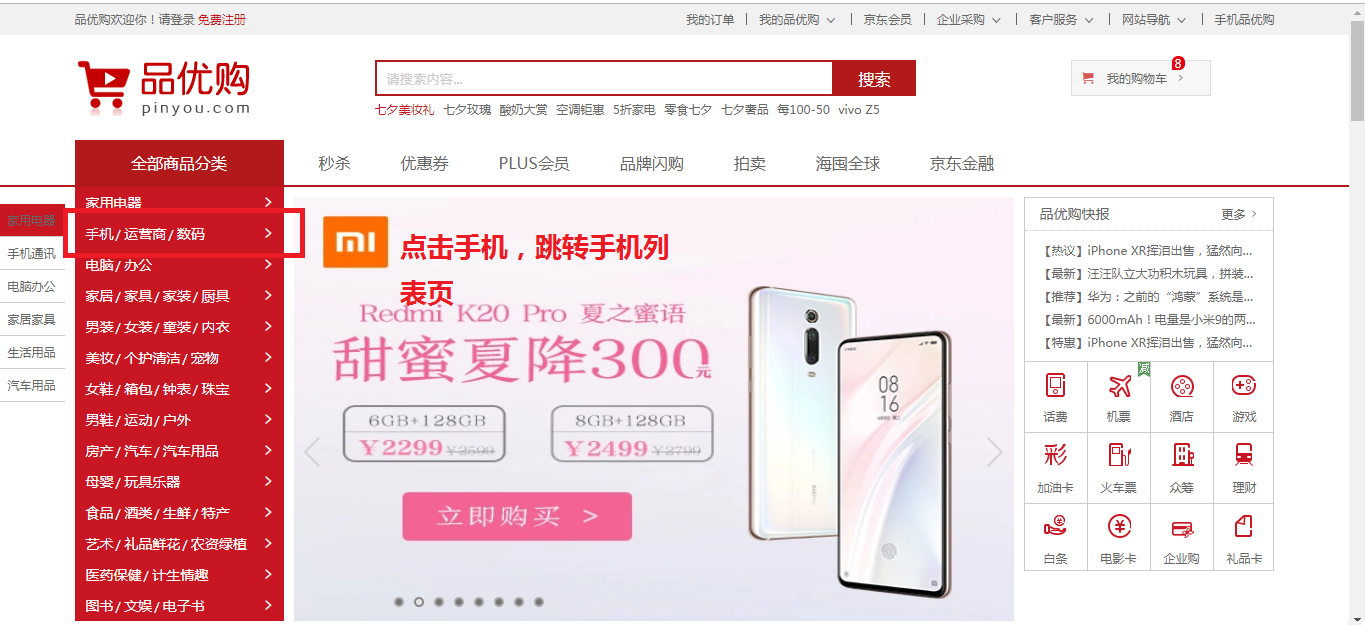 品优购欢迎你！请登录 免费注册
我的订单 | 我的品优购 | 京东会员 | 企业采购 | 客户服务 | 网站导航 | 手机品优购
品优购
pinyou.com
请搜索内容...
搜索
8
我的购物车
七夕美妆礼 七夕玫瑰 酸奶大赏 空调钜惠 5折家电 零食七夕 七夕奢品 每100-50 vivo Z5
全部商品分类
秒杀 优惠券 PLUS会员 品牌闪购 拍卖 海囤全球 京东金融
家用电器
手机通讯
电脑办公
家居家具
生活用品
汽车用品
家用电器
手机/运营商/数码
电脑/办公
家居/家具/家装/厨具
男装/女装/童装/内衣
美妆/个护清洁/宠物
女鞋/箱包/钟表/珠宝
男鞋/运动/户外
房产/汽车/汽车用品
母婴/玩具乐器
食品/酒类/生鲜/特产
艺术/礼品鲜花/农资绿植
医药保健/计生情趣
图书/文娱/电子书
点击手机，跳转手机列
表页
Redmi K20 Pro 夏之蜜语
甜蜜夏降300元
6GB+128GB
￥2299 ￥2599
8GB+128GB
￥2499 ￥2799
立即购买 >
08
16
品优购快报
更多
【热议】iPhone XR挥泪出售，猛然向...
【最新】汪汪队立大功积木玩具，拼装...
【推荐】华为：之前的“鸿蒙”系统是...
【最新】6000mAh！电量是小米9的两...
【特惠】iPhone XR挥泪出售，猛然向...
减
话费 机票 酒店 游戏
彩
加油卡 火车票 众筹 理财
白条 电影卡 企业购 礼品卡